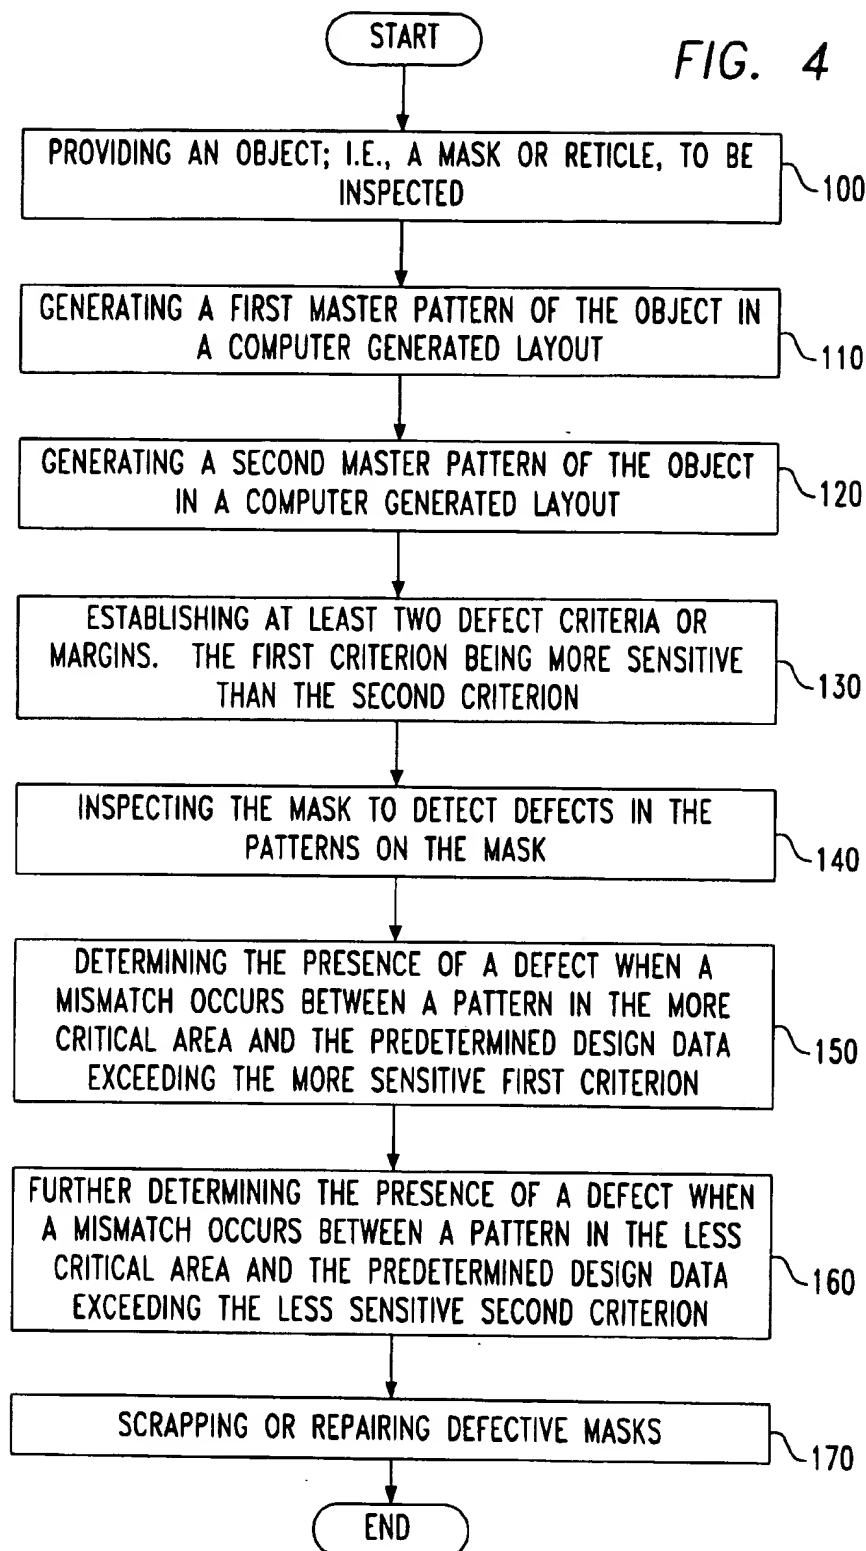 START
FIG. 4
PROVIDING AN OBJECT; I.E., A MASK OR RETICLE, TO BE
INSPECTED
100
GENERATING A FIRST MASTER PATTERN OF THE OBJECT IN
A COMPUTER GENERATED LAYOUT
110
GENERATING A SECOND MASTER PATTERN OF THE OBJECT
IN A COMPUTER GENERATED LAYOUT
120
ESTABLISHING AT LEAST TWO DEFECT CRITERIA OR
MARGINS. THE FIRST CRITERION BEING MORE SENSITIVE
THAN THE SECOND CRITERION
130
INSPECTING THE MASK TO DETECT DEFECTS IN THE
PATTERNS ON THE MASK
140
DETERMINING THE PRESENCE OF A DEFECT WHEN A
MISMATCH OCCURS BETWEEN A PATTERN IN THE MORE
CRITICAL AREA AND THE PREDETERMINED DESIGN DATA
EXCEEDING THE MORE SENSITIVE FIRST CRITERION
150
FURTHER DETERMINING THE PRESENCE OF A DEFECT WHEN
A MISMATCH OCCURS BETWEEN A PATTERN IN THE LESS
CRITICAL AREA AND THE PREDETERMINED DESIGN DATA
EXCEEDING THE LESS SENSITIVE SECOND CRITERION
160
SCRAPPING OR REPAIRING DEFECTIVE MASKS
170
END